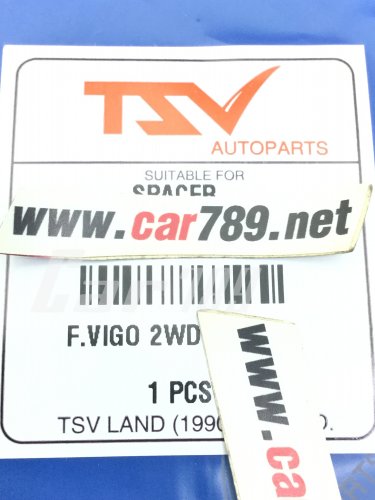 TSV
AUTOPARTS
SUITABLE FOR
SPACER
www.car789.net
F.VIGO 2WD
1 PCS
TSV LAND (1990
www.ca